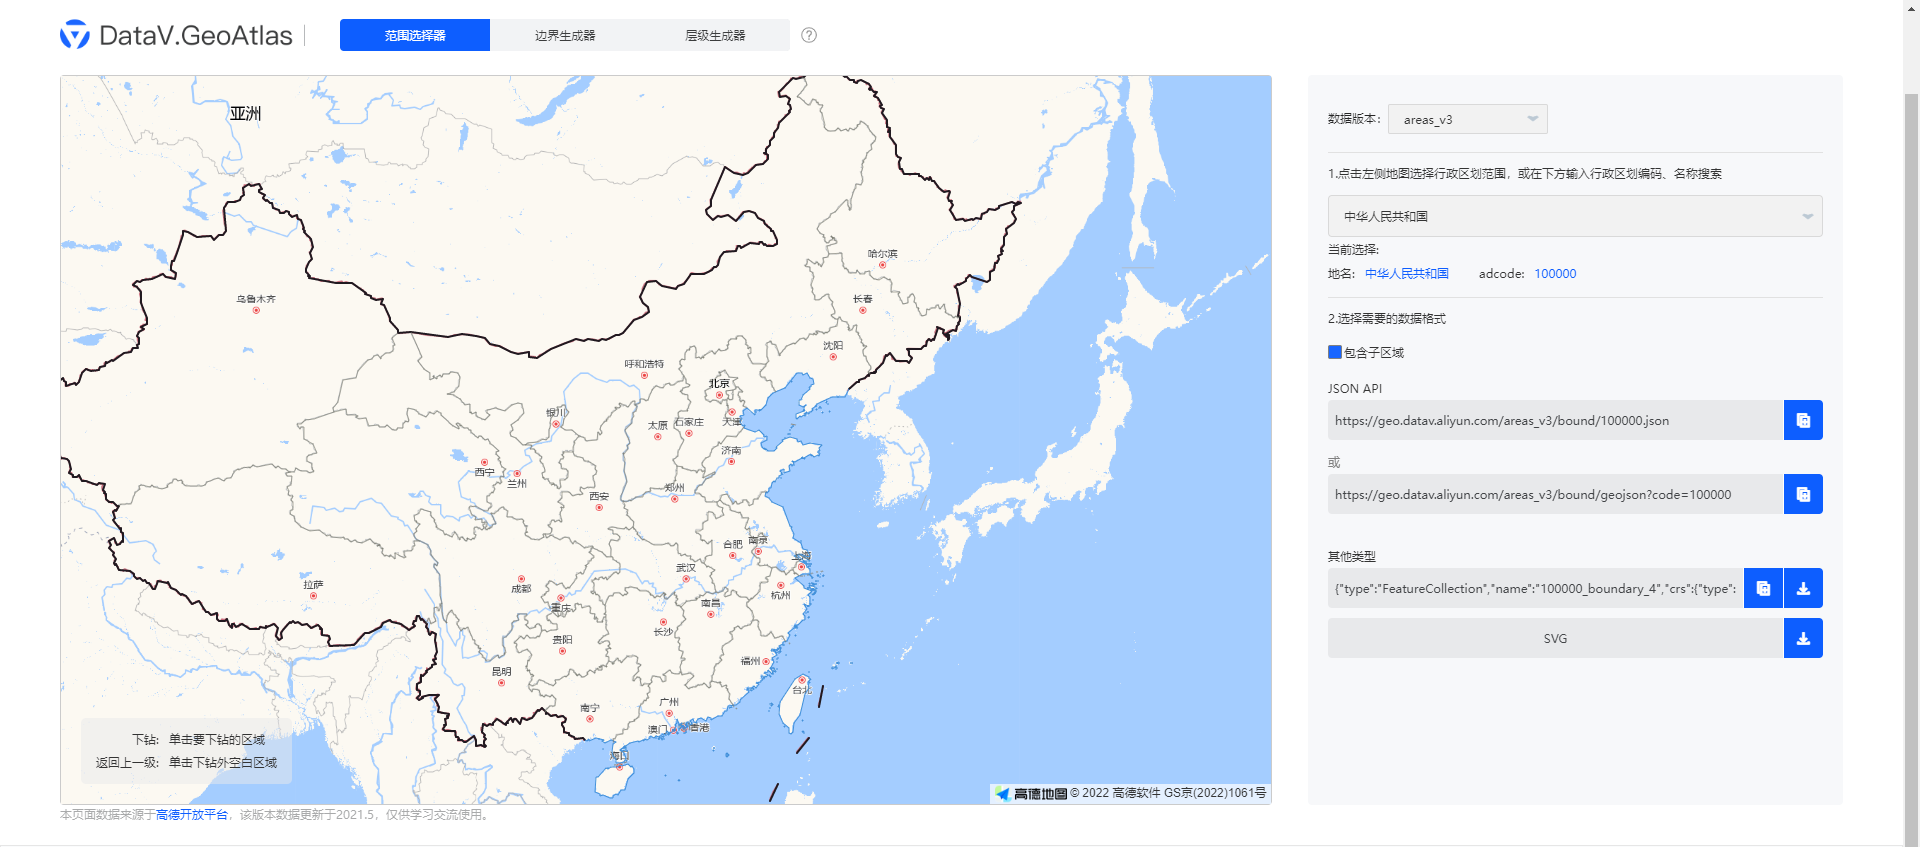 DataV.GeoAtlas
范围选择器
边界生成器
层级生成器
?
亚洲
哈尔滨
乌鲁木齐
长春
沈阳
呼和浩特
北京
银川
天津
太原
石家庄
济南
西宁
兰州
郑州
西安
合肥
南京
上海
武汉
拉萨
成都
杭州
重庆
南昌
长沙
贵阳
福州
昆明
台北
广州
南宁
澳门
香港
海口
下钻: 单击要下钻的区域
返回上一级: 单击下钻外空白区域
高德地图 © 2022 高德软件 GS京(2022)1061号
本页面数据来源于高德开放平台，该版本数据更新于2021.5，仅供学习交流使用。
数据版本: areas_v3
1.点击左侧地图选择行政区划范围，或在下方输入行政区划编码、名称搜索
中华人民共和国
当前选择:
地名: 中华人民共和国 adcode: 100000
2.选择需要的数据格式
包含子区域
JSON API
https://geo.datav.aliyun.com/areas_v3/bound/100000.json
或
https://geo.datav.aliyun.com/areas_v3/bound/geojson?code=100000
其他类型
{"type":"FeatureCollection","name":"100000_boundary_4","crs":{"type":
SVG